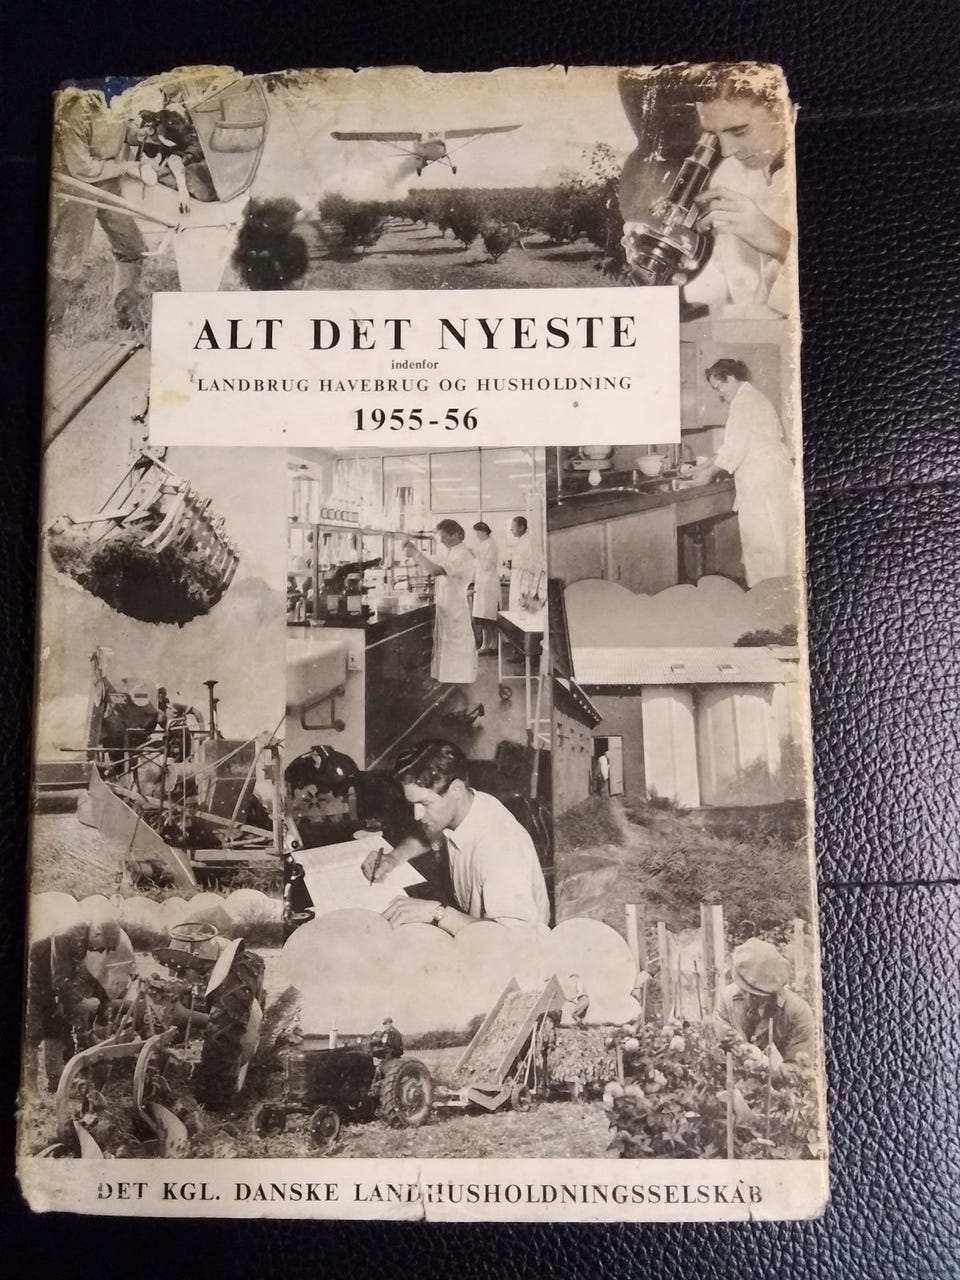 ALT DET NYESTE
indenfor
LANDBRUG HAVEBRUG OG HUSHOLDNING
1955-56
DET KGL. DANSKE LANDHUSHOLDNINGSSELSKAB